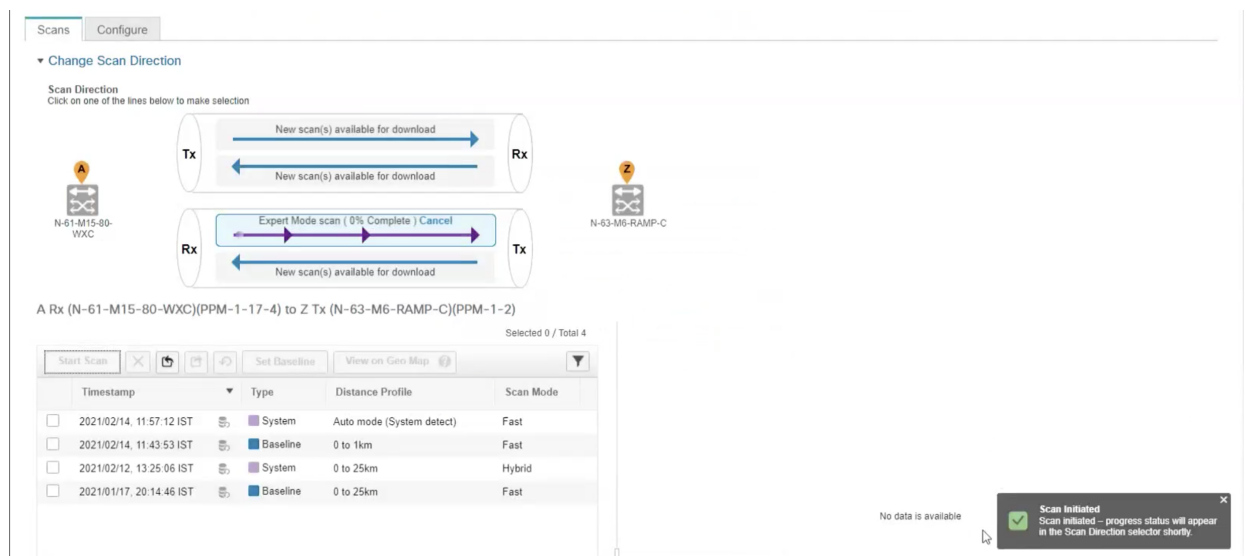 Scans
Configure
Change Scan Direction
Scan Direction
Click on one of the lines below to make selection
New scan(s) available for download
Tx
Rx
New scan(s) available for download
A
Z
N-61-M15-80-
WXC
N-63-M6-RAMP-C
Expert Mode scan ( 0% Complete ) Cancel
Rx
Tx
New scan(s) available for download
A Rx (N-61-M15-80-WXC)(PPM-1-17-4) to Z Tx (N-63-M6-RAMP-C)(PPM-1-2)
Selected 0 / Total 4
Start Scan
Set Baseline
View on Geo Map
Timestamp Type Distance Profile Scan Mode
2021/02/14, 11:57:12 IST System Auto mode (System detect) Fast
2021/02/14, 11:43:53 IST Baseline 0 to 1km Fast
2021/02/12, 13:25:06 IST System 0 to 25km Hybrid
2021/01/17, 20:14:46 IST Baseline 0 to 25km Fast
No data is available
Scan Initiated
Scan initiated – progress status will appear
in the Scan Direction selector shortly.